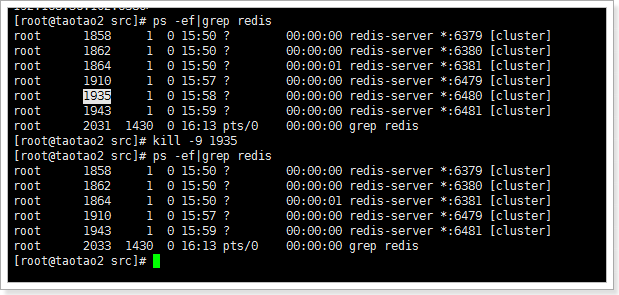 [root@taotao2 src]# ps -ef|grep redis
root 1858 1 0 15:50 ? 00:00:00 redis-server *:6379 [cluster]
root 1862 1 0 15:50 ? 00:00:00 redis-server *:6380 [cluster]
root 1864 1 0 15:50 ? 00:00:01 redis-server *:6381 [cluster]
root 1910 1 0 15:57 ? 00:00:00 redis-server *:6479 [cluster]
root 1935 1 0 15:58 ? 00:00:00 redis-server *:6480 [cluster]
root 1943 1 0 15:59 ? 00:00:00 redis-server *:6481 [cluster]
root 2031 1430 0 16:13 pts/0 00:00:00 grep redis
[root@taotao2 src]# kill -9 1935
[root@taotao2 src]# ps -ef|grep redis
root 1858 1 0 15:50 ? 00:00:00 redis-server *:6379 [cluster]
root 1862 1 0 15:50 ? 00:00:00 redis-server *:6380 [cluster]
root 1864 1 0 15:50 ? 00:00:01 redis-server *:6381 [cluster]
root 1910 1 0 15:57 ? 00:00:00 redis-server *:6479 [cluster]
root 1943 1 0 15:59 ? 00:00:00 redis-server *:6481 [cluster]
root 2033 1430 0 16:13 pts/0 00:00:00 grep redis
[root@taotao2 src]#